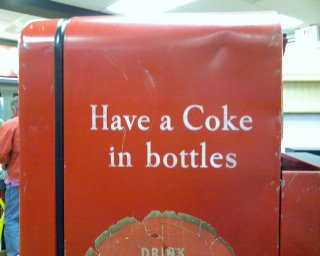 Have a Coke
in bottles
DRINK